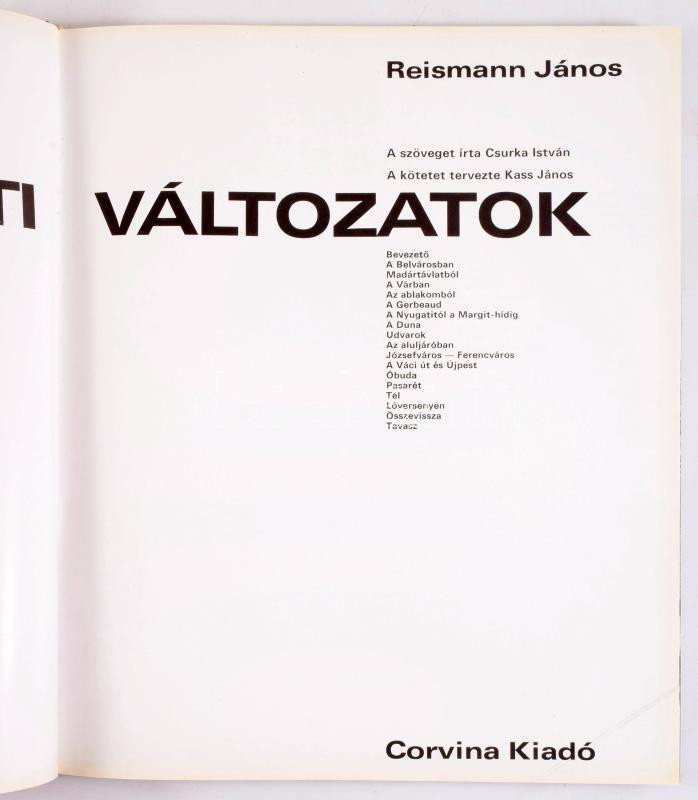 Reismann János
A szöveget írta Csurka István
A kötetet tervezte Kass János
TI VÁLTOZATOK
Bevezető
A Belvárosban
Madártávlatból
A Várban
Az ablakomból
A Gerbeaud
A Nyugatitól a Margit-hídig
A Duna
Udvarok
Az aluljáróban
Józsefváros — Ferencváros
A Váci út és Újpest
Óbuda
Pasarét
Tél
Lóversenyen
Összevissza
Tavasz
darabanth
Corvina Kiadó